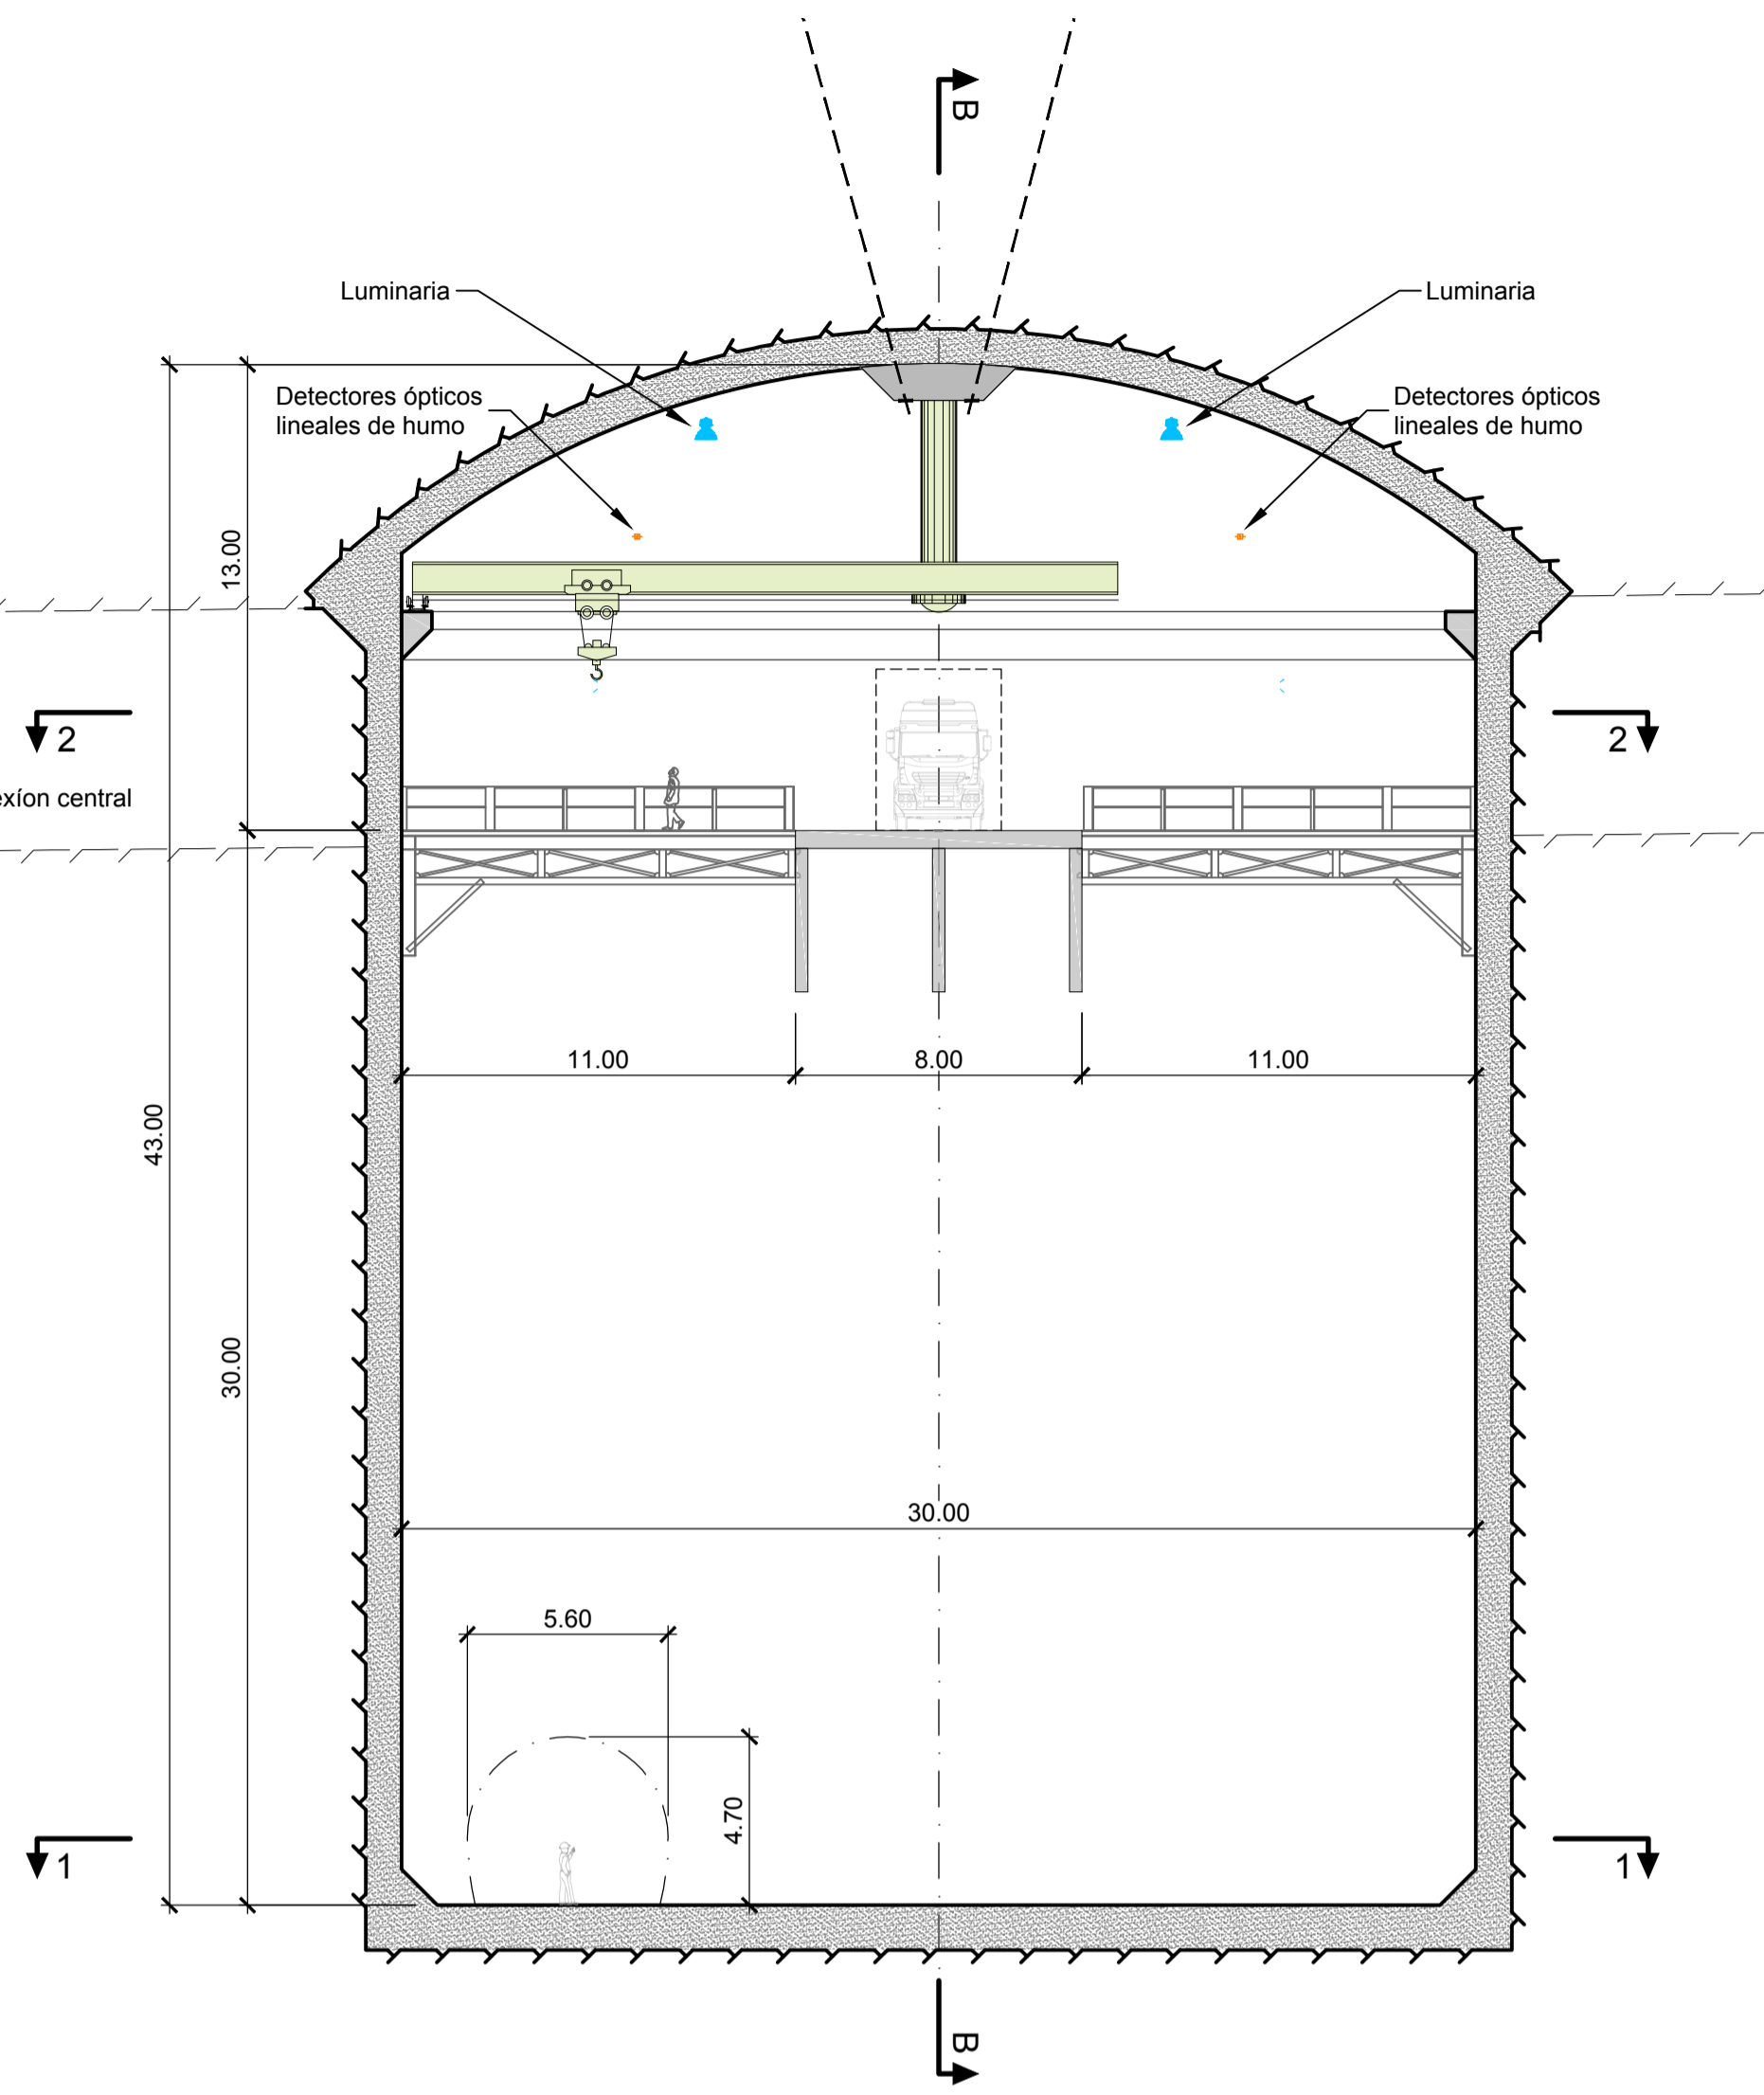 B
Luminaria
Luminaria
Detectores ópticos
lineales de humo
Detectores ópticos
lineales de humo
13.00
2
2
exíon central
11.00
8.00
11.00
43.00
30.00
30.00
5.60
4.70
1
1
B